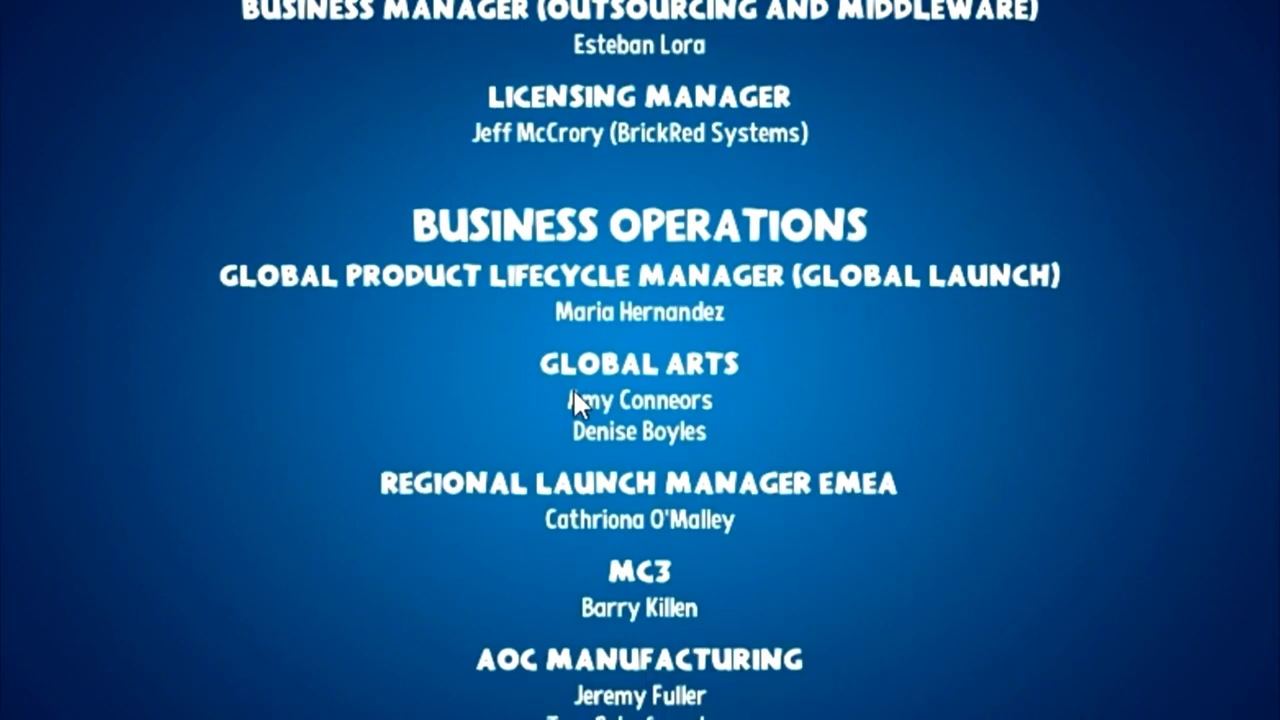 BUSINESS MANAGER (OUTSOURCING AND MIDDLEWARE)
Esteban Lora
LICENSING MANAGER
Jeff McCrory (BrickRed Systems)
BUSINESS OPERATIONS
GLOBAL PRODUCT LIFECYCLE MANAGER (GLOBAL LAUNCH)
Maria Hernandez
GLOBAL ARTS
Amy Conneors
Denise Boyles
REGIONAL LAUNCH MANAGER EMEA
Cathriona O'Malley
MC3
Barry Killen
AOC MANUFACTURING
Jeremy Fuller